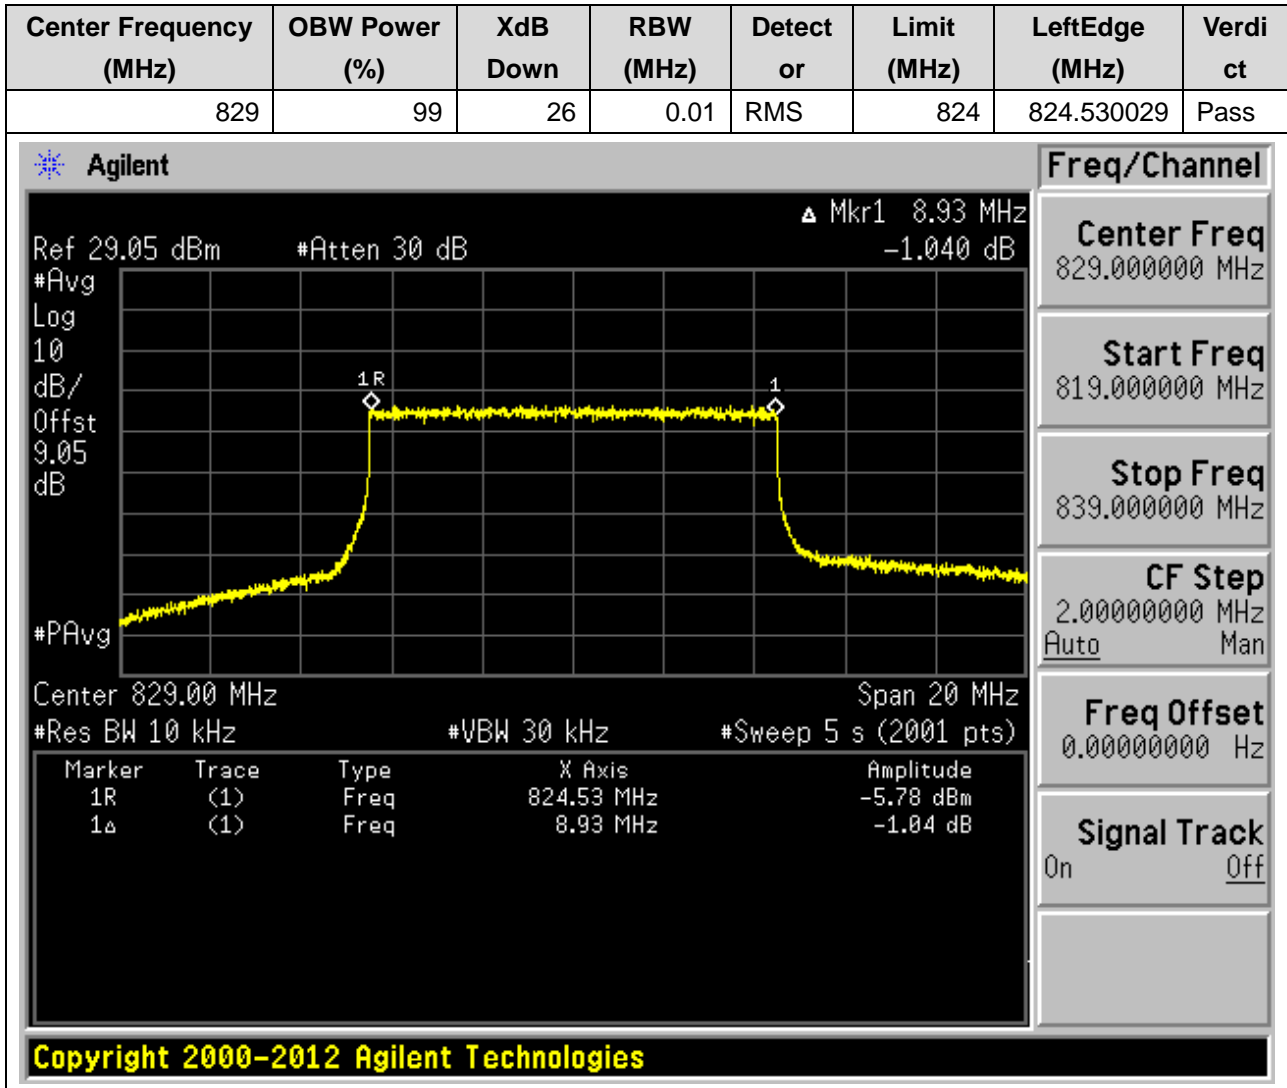 Center Frequency (MHz) OBW Power (%) XdB Down RBW (MHz) Detect or Limit (MHz) LeftEdge (MHz) Verdi ct
829 99 26 0.01 RMS 824 824.530029 Pass
Agilent
Freq/Channel
Δ Mkr1 8.93 MHz
Ref 29.05 dBm #Atten 30 dB -1.040 dB
#Avg
Log
10
dB/
Offst
9.05
dB
#PAvg
1R
1
Center 829.00 MHz Span 20 MHz
#Res BW 10 kHz #VBW 30 kHz #Sweep 5 s (2001 pts)
Marker Trace Type X Axis Amplitude
1R (1) Freq 824.53 MHz -5.78 dBm
1Δ (1) Freq 8.93 MHz -1.04 dB
Center Freq
829.000000 MHz
Start Freq
819.000000 MHz
Stop Freq
839.000000 MHz
CF Step
2.00000000 MHz
Auto Man
Freq Offset
0.00000000 Hz
Signal Track
On Off
Copyright 2000-2012 Agilent Technologies